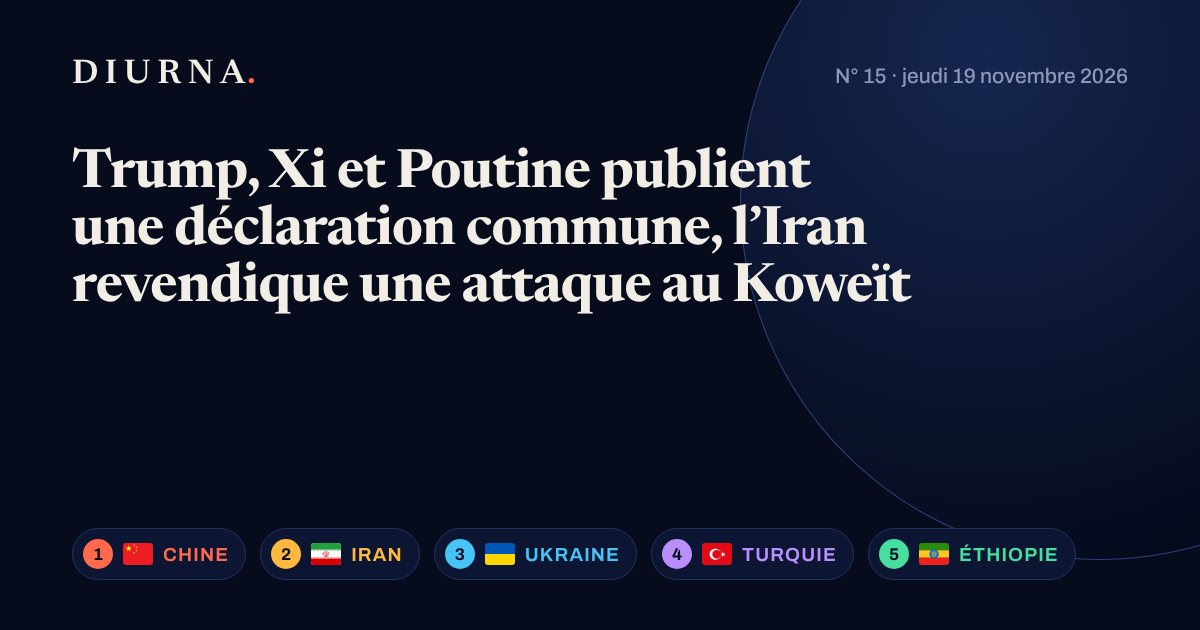 DIURNA.
N° 15 · jeudi 19 novembre 2026
Trump, Xi et Poutine publient
une déclaration commune, l’Iran
revendique une attaque au Koweït
1 CHINE 2 IRAN 3 UKRAINE 4 TURQUIE 5 ÉTHIOPIE